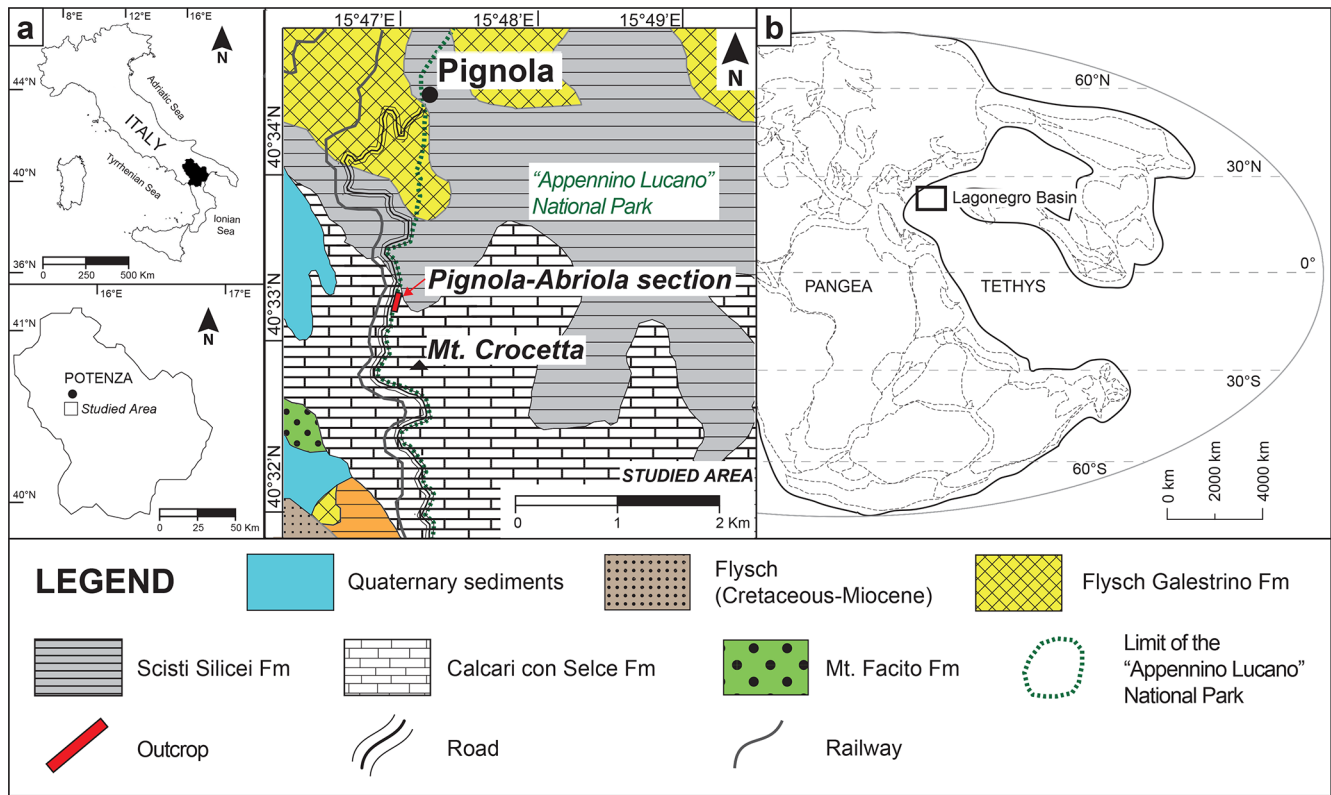 a
8°E
12°E
16°E
N
44°N
Adriatic Sea
ITALY
Tyrrhenian Sea
40°N
Ionian
Sea
0
250
500 Km
36°E
16°E
17°E
41°N
N
POTENZA
Studied Area
40°N
0
25
50 Km
15°47'E
15°48'E
15°49'E
N
Pignola
40°34'N
"Appennino Lucano"
National Park
Pignola-Abriola section
40°33'N
Mt. Crocetta
40°32'N
STUDIED AREA
0
1
2 Km
b
60°N
30°N
Lagonegro Basin
0°
PANGEA
TETHYS
30°S
60°S
0 km
20000 km
4000 km
LEGEND
Quaternary sediments
Flysch
(Cretaceous-Miocene)
Flysch Galestrino Fm
Scisti Silicei Fm
Calcari con Selce Fm
Mt. Facito Fm
Limit of the
"Appennino Lucano"
National Park
Outcrop
Road
Railway